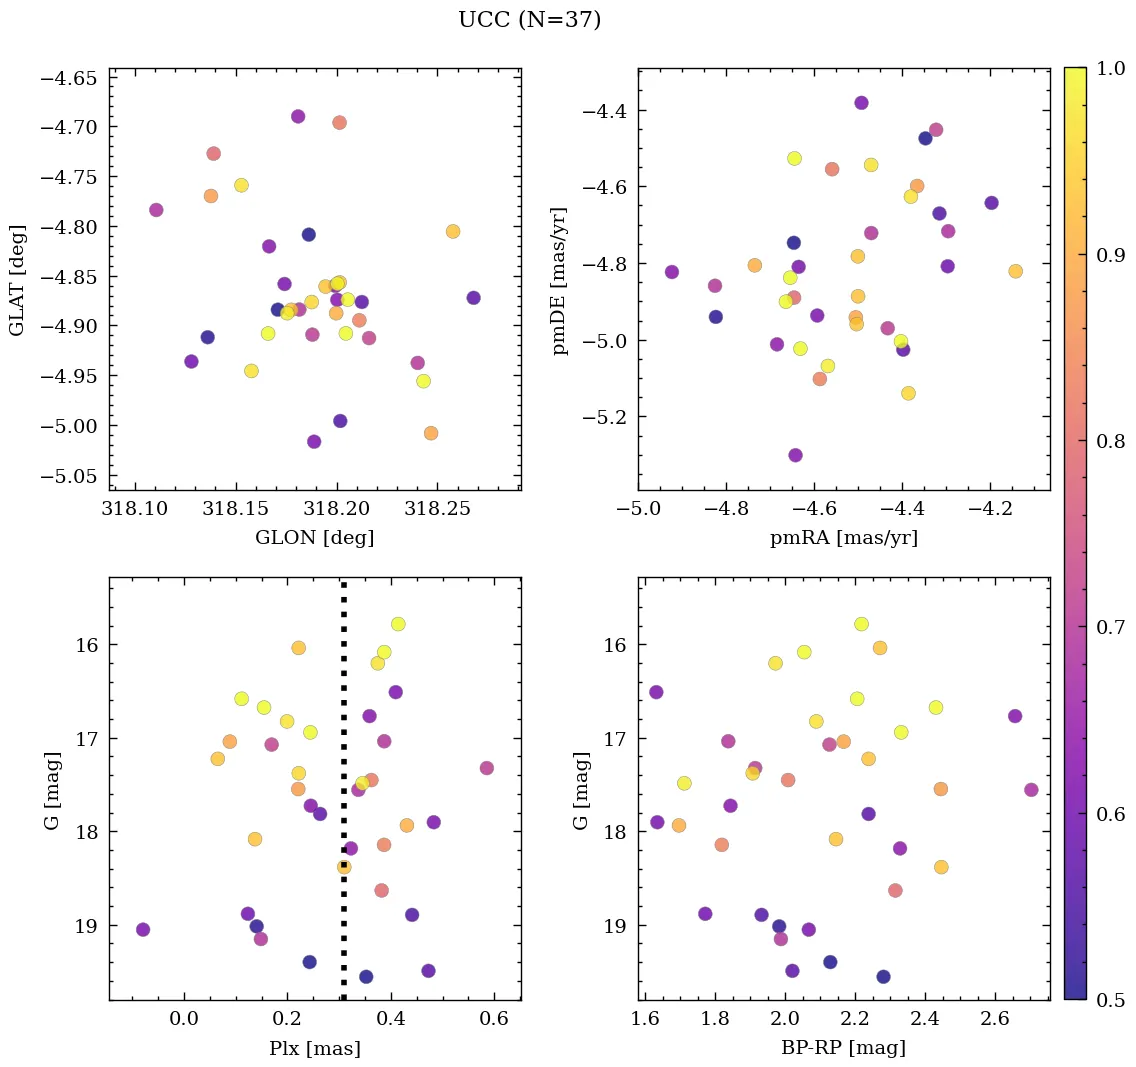 UCC (N=37)
−4.65
−4.70
−4.75
−4.80
−4.85
−4.90
−4.95
−5.00
−5.05
GLAT [deg]
318.10 318.15 318.20 318.25
GLON [deg]
−4.4
−4.6
−4.8
−5.0
−5.2
pmDE [mas/yr]
−5.0 −4.8 −4.6 −4.4 −4.2
pmRA [mas/yr]
1.0
0.9
0.8
0.7
0.6
0.5
16
17
18
19
G [mag]
0.0 0.2 0.4 0.6
Plx [mas]
16
17
18
19
G [mag]
1.6 1.8 2.0 2.2 2.4 2.6
BP-RP [mag]